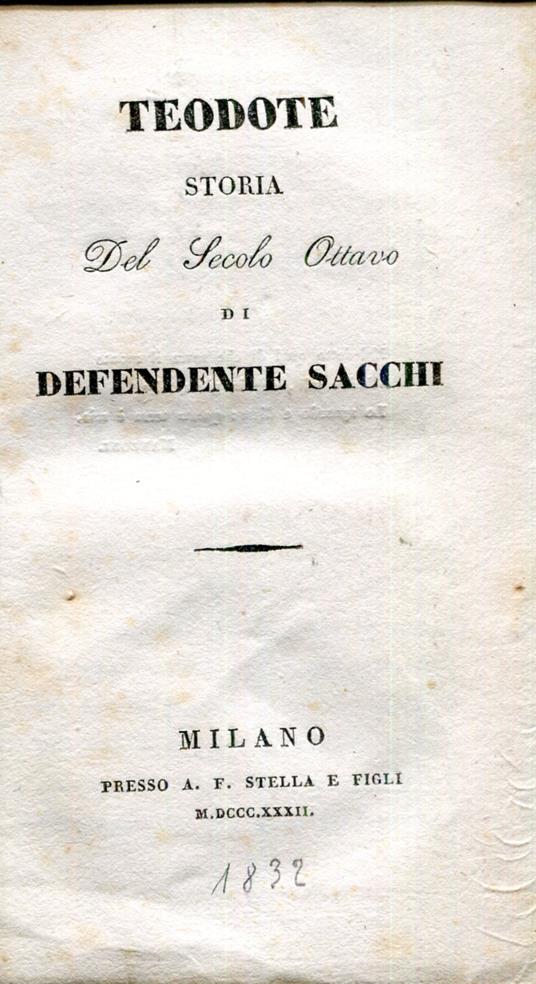 TEODOTE
STORIA
Del Secolo Ottavo
DI
DEFENDENTE SACCHI
MILANO
PRESSO A. F. STELLA E FIGLI
M.DCCC.XXXII.
1832